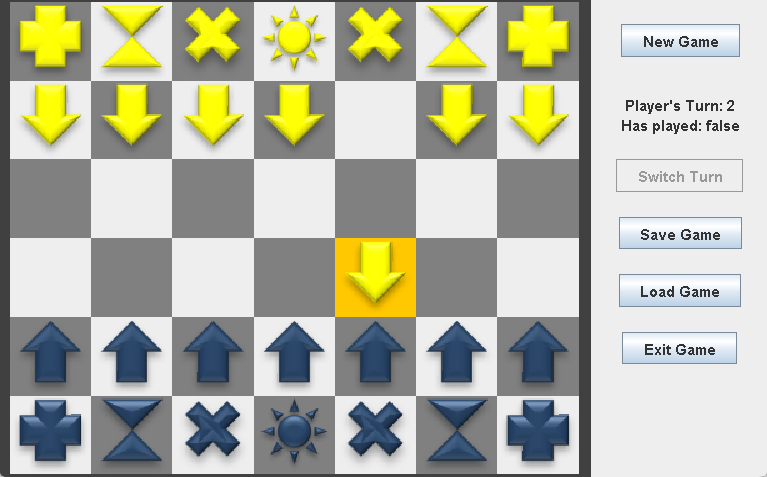 New Game
Player's Turn: 2
Has played: false
Switch Turn
Save Game
Load Game
Exit Game